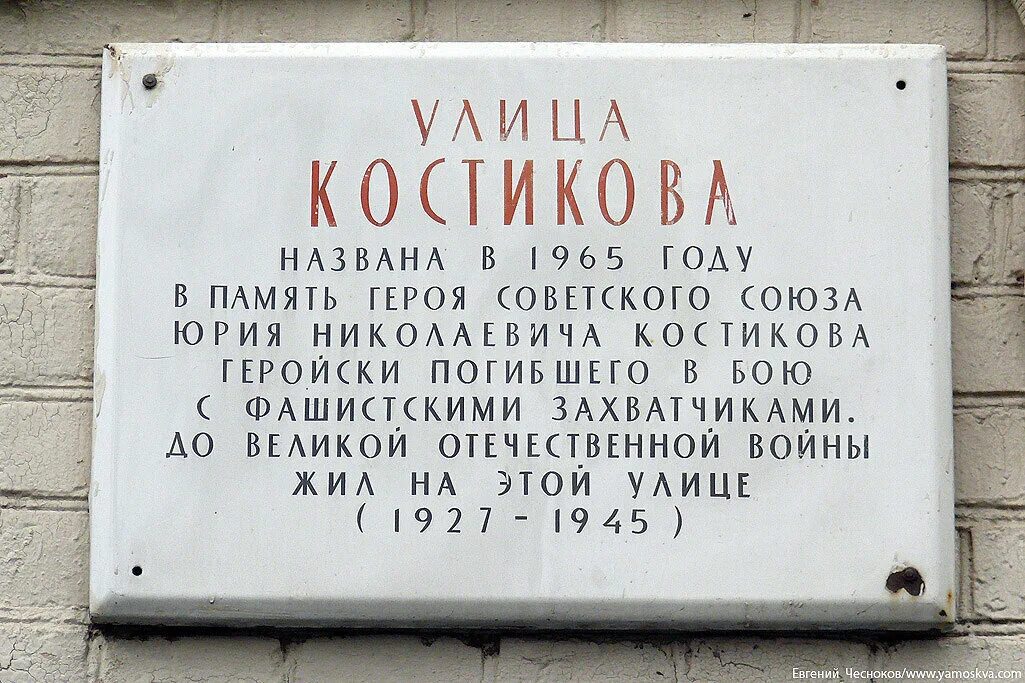 УЛИЦА
КОСТИКОВА
НАЗВАНА В 1965 ГОДУ
В ПАМЯТЬ ГЕРОЯ СОВЕТСКОГО СОЮЗА
ЮРИЯ НИКОЛАЕВИЧА КОСТИКОВА
ГЕРОЙСКИ ПОГИБШЕГО В БОЮ
С ФАШИСТСКИМИ ЗАХВАТЧИКАМИ.
ДО ВЕЛИКОЙ ОТЕЧЕСТВЕННОЙ ВОЙНЫ
ЖИЛ НА ЭТОЙ УЛИЦЕ
(1927 - 1945)
Евгений Чесноков/www.yamoskva.com